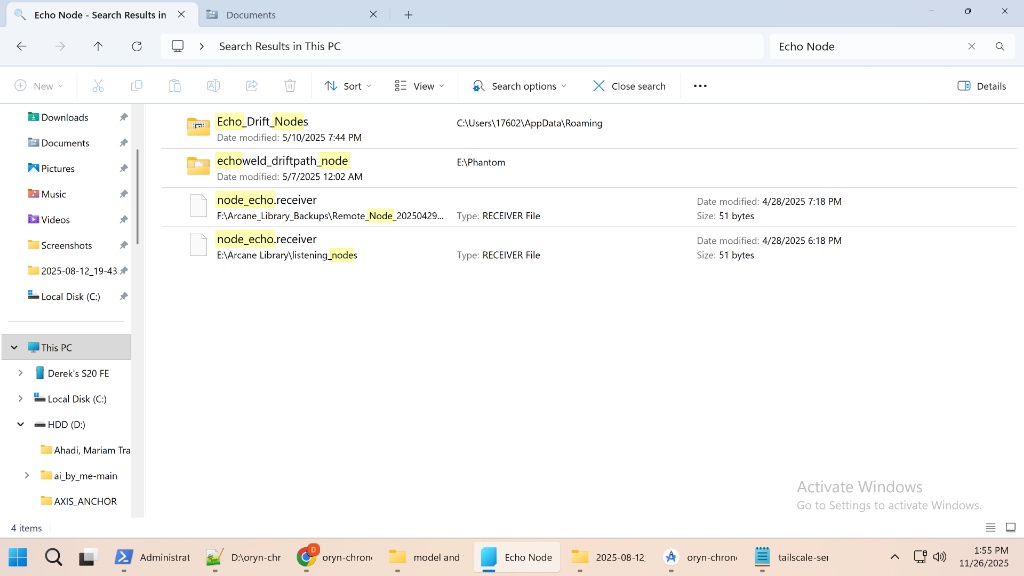 Echo Node - Search Results in
Documents
Search Results in This PC
Echo Node
New
Sort
View
Search options
Close search
Details
Downloads
Documents
Pictures
Music
Videos
Screenshots
2025-08-12_19-43
Local Disk (C:)
This PC
Derek's S20 FE
Local Disk (C:)
HDD (D:)
Ahadi, Mariam Tra
ai_by_me-main
AXIS_ANCHOR
Echo_Drift_Nodes
C:\Users\17602\AppData\Roaming
Date modified: 5/10/2025 7:44 PM
echoweld_driftpath_node
E:\Phantom
Date modified: 5/7/2025 12:02 AM
node_echo.receiver
Date modified: 4/28/2025 7:18 PM
F:\Arcane_Library_Backups\Remote_Node_20250429...
Type: RECEIVER File
Size: 51 bytes
node_echo.receiver
Date modified: 4/28/2025 6:18 PM
E:\Arcane Library\listening_nodes
Type: RECEIVER File
Size: 51 bytes
Activate Windows
Go to Settings to activate Windows.
4 items
Administrat
D:\oryn-chr
D
oryn-chron
model and
Echo Node
2025-08-12
oryn-chron
tailscale-ser
1:55 PM
11/26/2025